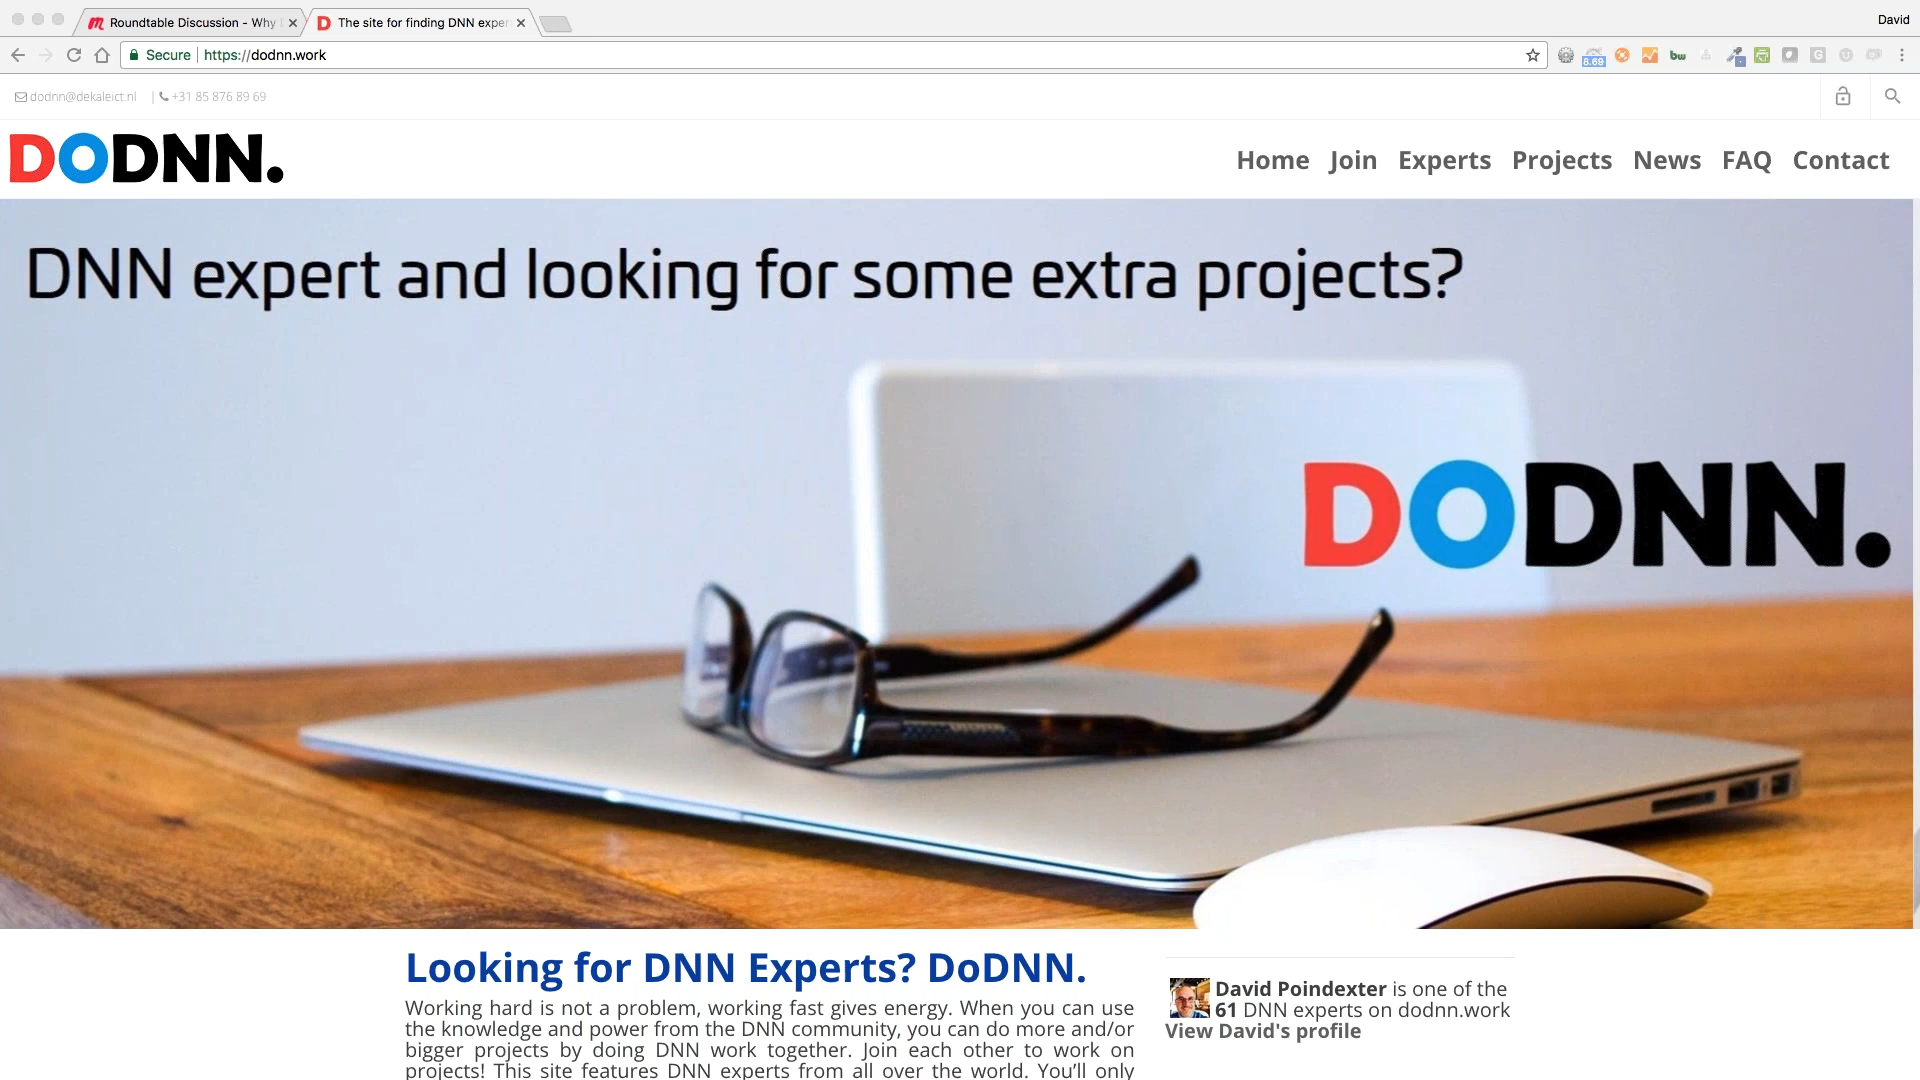 Roundtable Discussion - Why
The site for finding DNN exper
David
Secure https://dodnn.work
8.69
bw
dodnn@dekaleict.nl | +31 85 876 89 69
DODNN.
Home Join Experts Projects News FAQ Contact
DNN expert and looking for some extra projects?
DODNN.
Looking for DNN Experts? DoDNN.
Working hard is not a problem, working fast gives energy. When you can use
the knowledge and power from the DNN community, you can do more and/or
bigger projects by doing DNN work together. Join each other to work on
projects! This site features DNN experts from all over the world. You’ll only
David Poindexter is one of the
61 DNN experts on dodnn.work
View David's profile